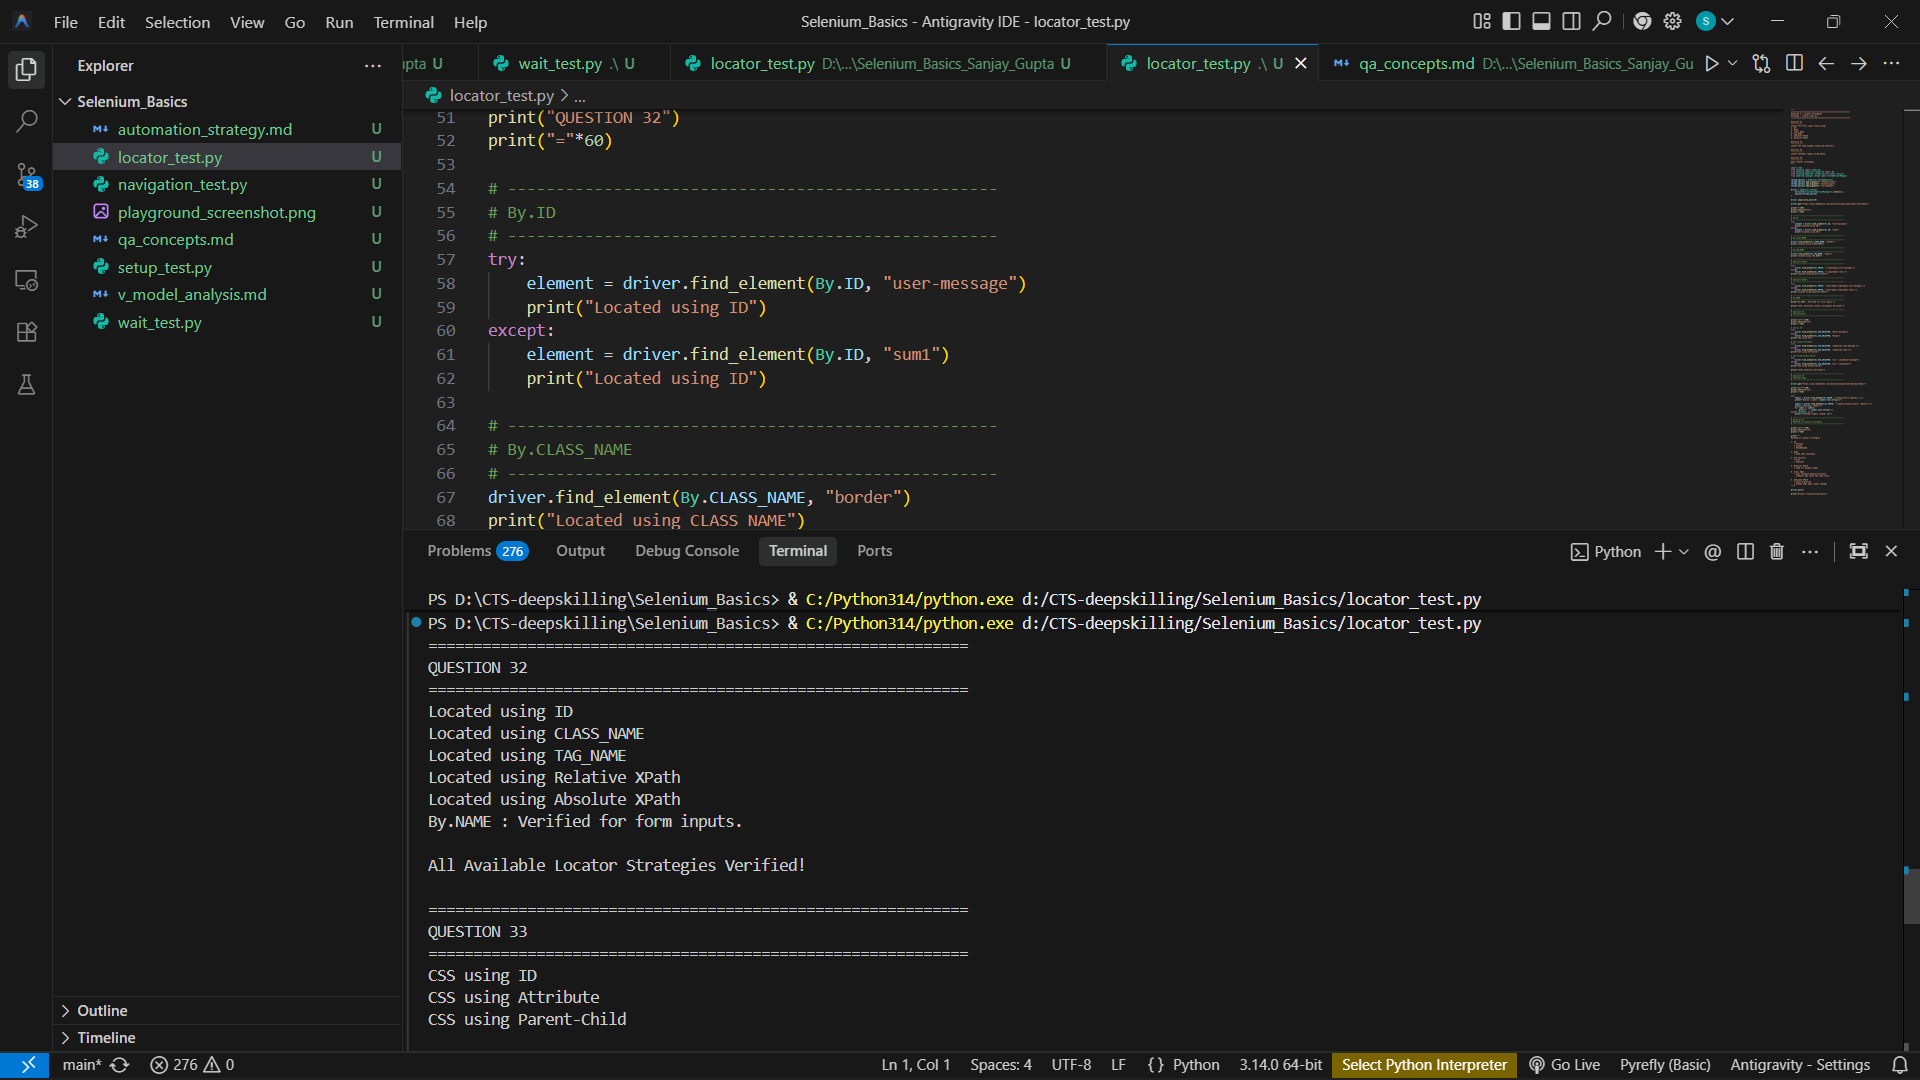 File Edit Selection View Go Run Terminal Help
Selenium_Basics - Antigravity IDE - locator_test.py
S
Explorer
Selenium_Basics
automation_strategy.md U
locator_test.py U
navigation_test.py U
playground_screenshot.png U
qa_concepts.md U
setup_test.py U
v_model_analysis.md U
wait_test.py U
38
Outline
Timeline
upta U
wait_test.py .\ U
locator_test.py D:\...\Selenium_Basics_Sanjay_Gupta U
locator_test.py .\ U
qa_concepts.md D:\...\Selenium_Basics_Sanjay_Gu
locator_test.py > ...
51 print("QUESTION 32")
52 print("="*60)
53
54 # ---------------------------------------------------
55 # By.ID
56 # ---------------------------------------------------
57 try:
58 element = driver.find_element(By.ID, "user-message")
59 print("Located using ID")
60 except:
61 element = driver.find_element(By.ID, "sum1")
62 print("Located using ID")
63
64 # ---------------------------------------------------
65 # By.CLASS_NAME
66 # ---------------------------------------------------
67 driver.find_element(By.CLASS_NAME, "border")
68 print("Located using CLASS_NAME")
Problems 276 Output Debug Console Terminal Ports
Python
PS D:\CTS-deepskilling\Selenium_Basics> & C:/Python314/python.exe d:/CTS-deepskilling/Selenium_Basics/locator_test.py
PS D:\CTS-deepskilling\Selenium_Basics> & C:/Python314/python.exe d:/CTS-deepskilling/Selenium_Basics/locator_test.py
============================================================
QUESTION 32
============================================================
Located using ID
Located using CLASS_NAME
Located using TAG_NAME
Located using Relative XPath
Located using Absolute XPath
By.NAME : Verified for form inputs.
All Available Locator Strategies Verified!
============================================================
QUESTION 33
============================================================
CSS using ID
CSS using Attribute
CSS using Parent-Child
main* 276 0
Ln 1, Col 1 Spaces: 4 UTF-8 LF {} Python 3.14.0 64-bit Select Python Interpreter Go Live Pyrefly (Basic) Antigravity - Settings